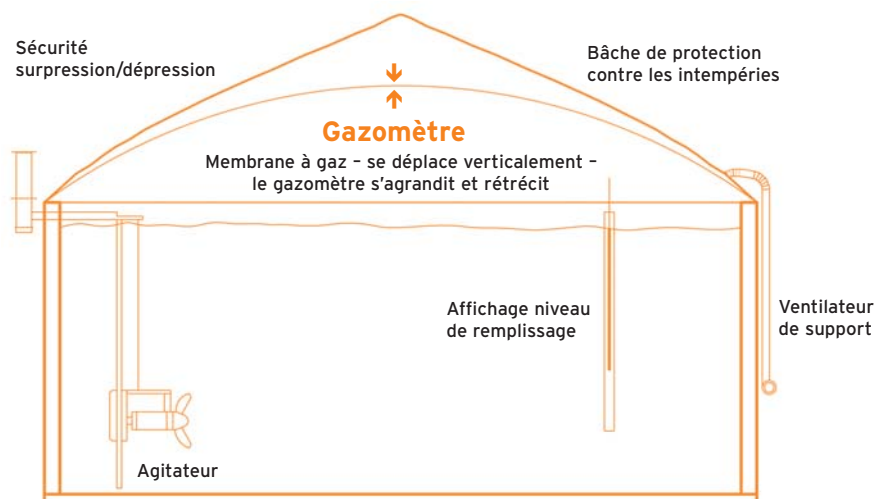 Sécurité
surpression/dépression
Bâche de protection
contre les intempéries
Gazomètre
Membrane à gaz – se déplace verticalement –
le gazomètre s’agrandit et rétrécit
Affichage niveau
de remplissage
Ventilateur
de support
Agitateur